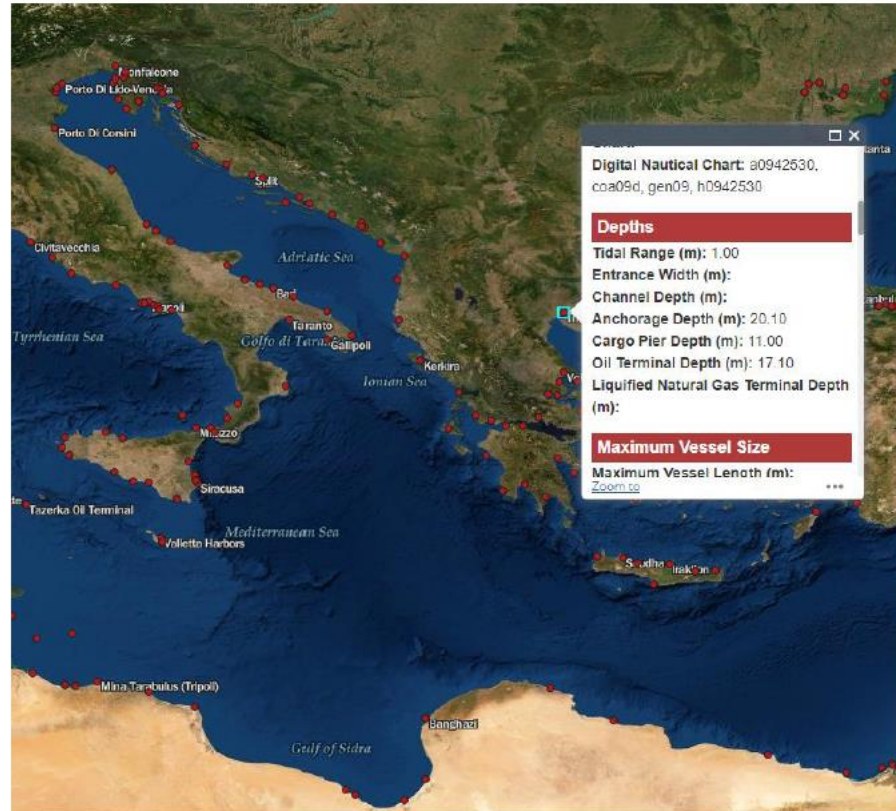 Monfalcone
Porto Di Lido-Venezia
Porto Di Corsini
Split
Civitavecchia
Adriatic Sea
Napoli
Bari
Taranto
Tyrrhenian Sea
Golfo di
Gallipoli
Kerkira
Ionian Sea
Milazzo
Siracusa
Tazerka Oil Terminal
Mediterranean Sea
Valletta Harbors
Saudha
Iraklion
Mina Tarabulus (Tripoli)
Banghazi
Gulf of Sidra
Digital Nautical Chart: a0942530,
coa09d, gen09, h0942530
Depths
Tidal Range (m): 1.00
Entrance Width (m):
Channel Depth (m):
Anchorage Depth (m): 20.10
Cargo Pier Depth (m): 11.00
Oil Terminal Depth (m): 17.10
Liquified Natural Gas Terminal Depth
(m):
Maximum Vessel Size
Maximum Vessel Length (m):
Zoom to